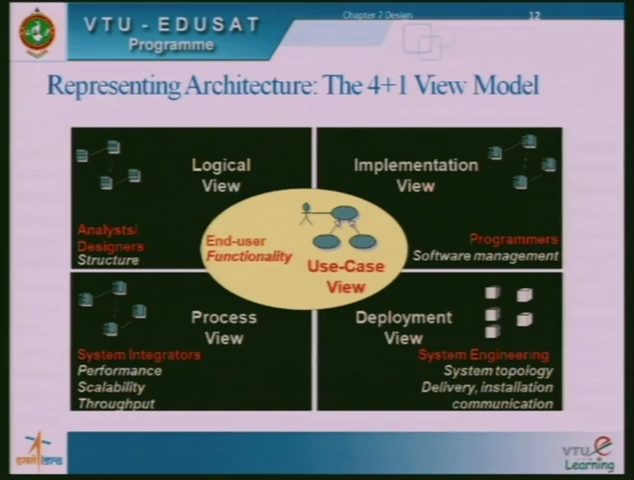 VTU - EDUSAT
Programme
Chapter 7 Design
12
Representing Architecture: The 4+1 View Model
Logical
View
Analysts/
Designers
Structure
Implementation
View
Programmers
Software management
End-user
Functionality
Use-Case
View
Process
View
System Integrators
Performance
Scalability
Throughput
Deployment
View
System Engineering
System topology
Delivery, installation
communication
VTU e
Learning